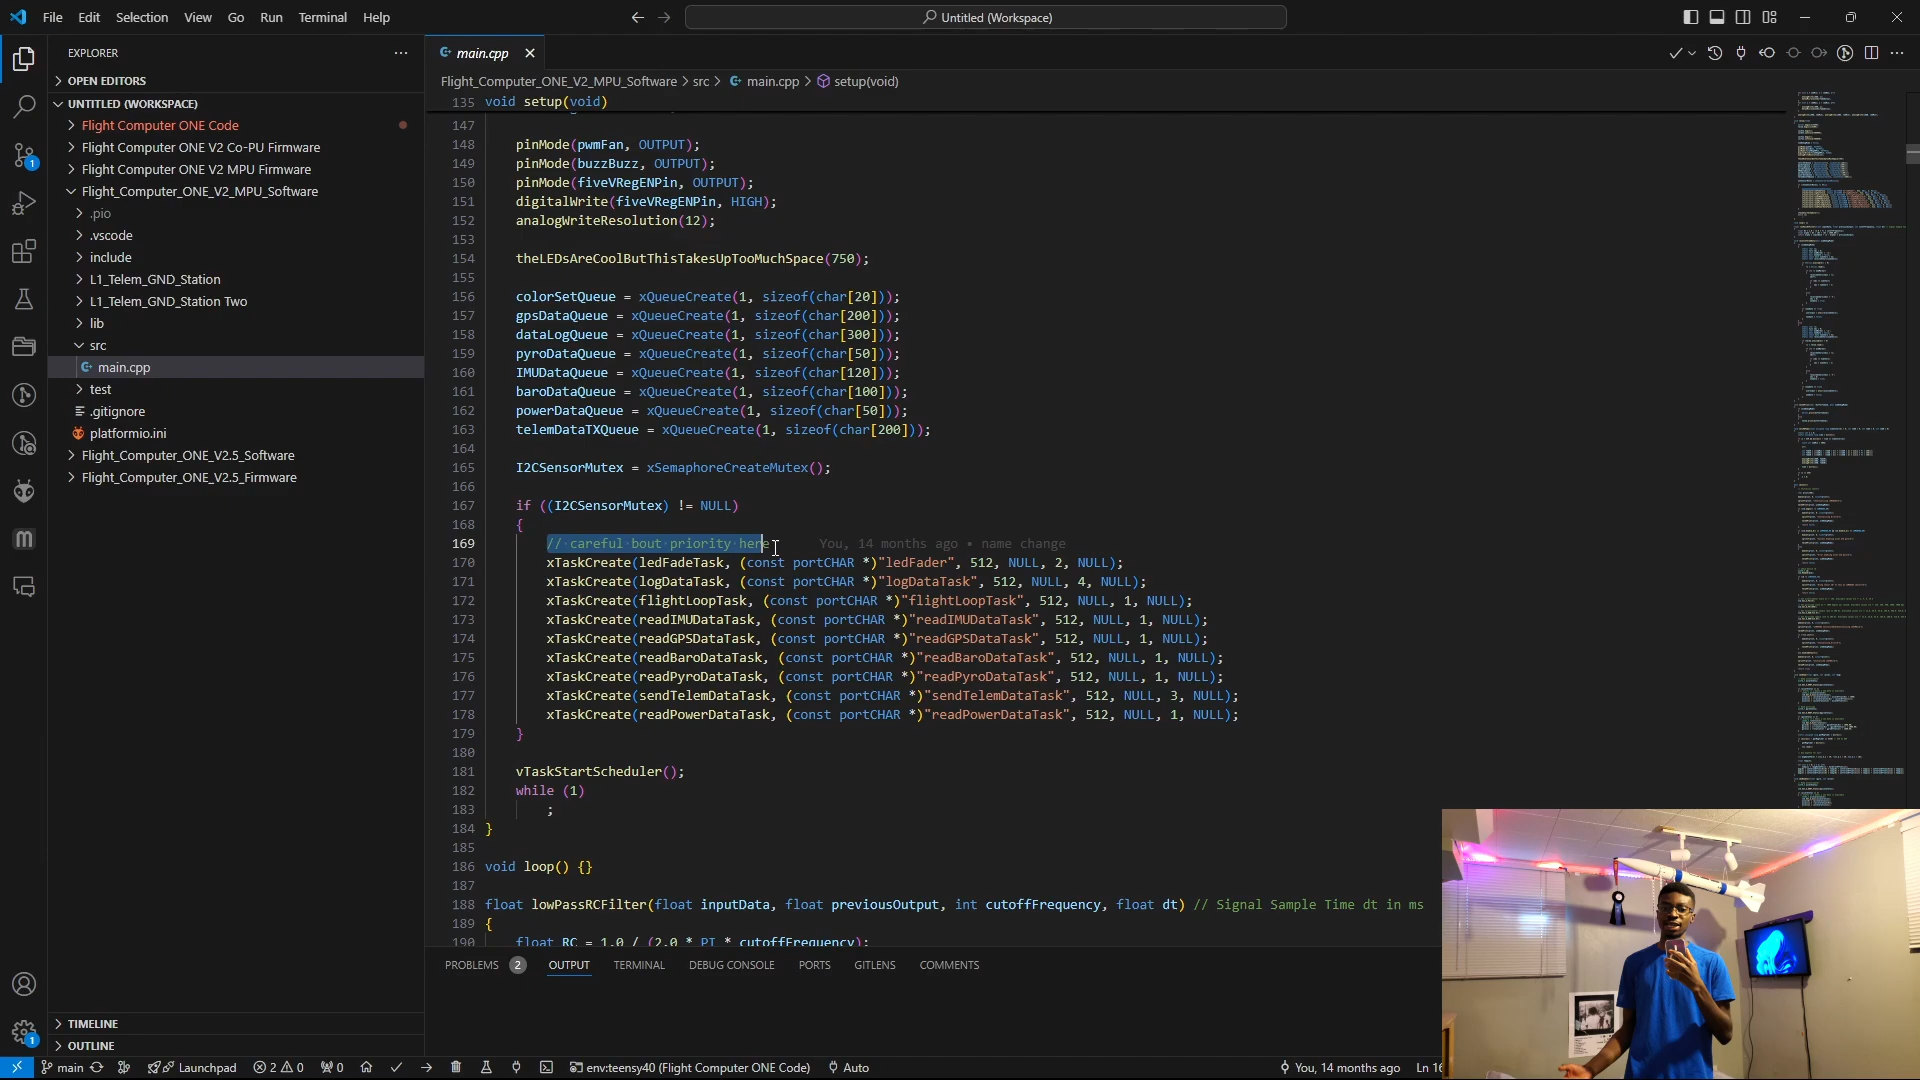 File Edit Selection View Go Run Terminal Help
Untitled (Workspace)
EXPLORER
main.cpp
OPEN EDITORS
UNTITLED (WORKSPACE)
Flight Computer ONE Code
Flight Computer ONE V2 Co-PU Firmware
Flight Computer ONE V2 MPU Firmware
Flight_Computer_ONE_V2_MPU_Software
.pio
.vscode
include
L1_Telem_GND_Station
L1_Telem_GND_Station Two
lib
src
main.cpp
test
.gitignore
platformio.ini
Flight_Computer_ONE_V2.5_Software
Flight_Computer_ONE_V2.5_Firmware
TIMELINE
OUTLINE
Flight_Computer_ONE_V2_MPU_Software > src > main.cpp > setup(void)
135 void setup(void)
147
148 pinMode(pwmFan, OUTPUT);
149 pinMode(buzzBuzz, OUTPUT);
150 pinMode(fiveVRegENPin, OUTPUT);
151 digitalWrite(fiveVRegENPin, HIGH);
152 analogWriteResolution(12);
153
154 theLEDsAreCoolButThisTakesUpTooMuchSpace(750);
155
156 colorSetQueue = xQueueCreate(1, sizeof(char[20]));
157 gpsDataQueue = xQueueCreate(1, sizeof(char[200]));
158 dataLogQueue = xQueueCreate(1, sizeof(char[300]));
159 pyroDataQueue = xQueueCreate(1, sizeof(char[50]));
160 IMUDataQueue = xQueueCreate(1, sizeof(char[120]));
161 baroDataQueue = xQueueCreate(1, sizeof(char[100]));
162 powerDataQueue = xQueueCreate(1, sizeof(char[50]));
163 telemDataTXQueue = xQueueCreate(1, sizeof(char[200]));
164
165 I2CSensorMutex = xSemaphoreCreateMutex();
166
167 if ((I2CSensorMutex) != NULL)
168 {
169 // careful bout priority here You, 14 months ago • name change
170 xTaskCreate(ledFadeTask, (const portCHAR *)"ledFader", 512, NULL, 2, NULL);
171 xTaskCreate(logDataTask, (const portCHAR *)"logDataTask", 512, NULL, 4, NULL);
172 xTaskCreate(flightLoopTask, (const portCHAR *)"flightLoopTask", 512, NULL, 1, NULL);
173 xTaskCreate(readIMUDataTask, (const portCHAR *)"readIMUDataTask", 512, NULL, 1, NULL);
174 xTaskCreate(readGPSDataTask, (const portCHAR *)"readGPSDataTask", 512, NULL, 1, NULL);
175 xTaskCreate(readBaroDataTask, (const portCHAR *)"readBaroDataTask", 512, NULL, 1, NULL);
176 xTaskCreate(readPyroDataTask, (const portCHAR *)"readPyroDataTask", 512, NULL, 1, NULL);
177 xTaskCreate(sendTelemDataTask, (const portCHAR *)"sendTelemDataTask", 512, NULL, 3, NULL);
178 xTaskCreate(readPowerDataTask, (const portCHAR *)"readPowerDataTask", 512, NULL, 1, NULL);
179 }
180
181 vTaskStartScheduler();
182 while (1)
183 ;
184 }
185
186 void loop() {}
187
188 float lowPassRCFilter(float inputData, float previousOutput, int cutoffFrequency, float dt) // Signal Sample Time dt in ms
189 {
190 float RC = 1.0 / (2.0 * PI * cutoffFrequency);
PROBLEMS 2 OUTPUT TERMINAL DEBUG CONSOLE PORTS GITLENS COMMENTS
main Launchpad 2 0 0 env:teensy40 (Flight Computer ONE Code) Auto You, 14 months ago Ln 16